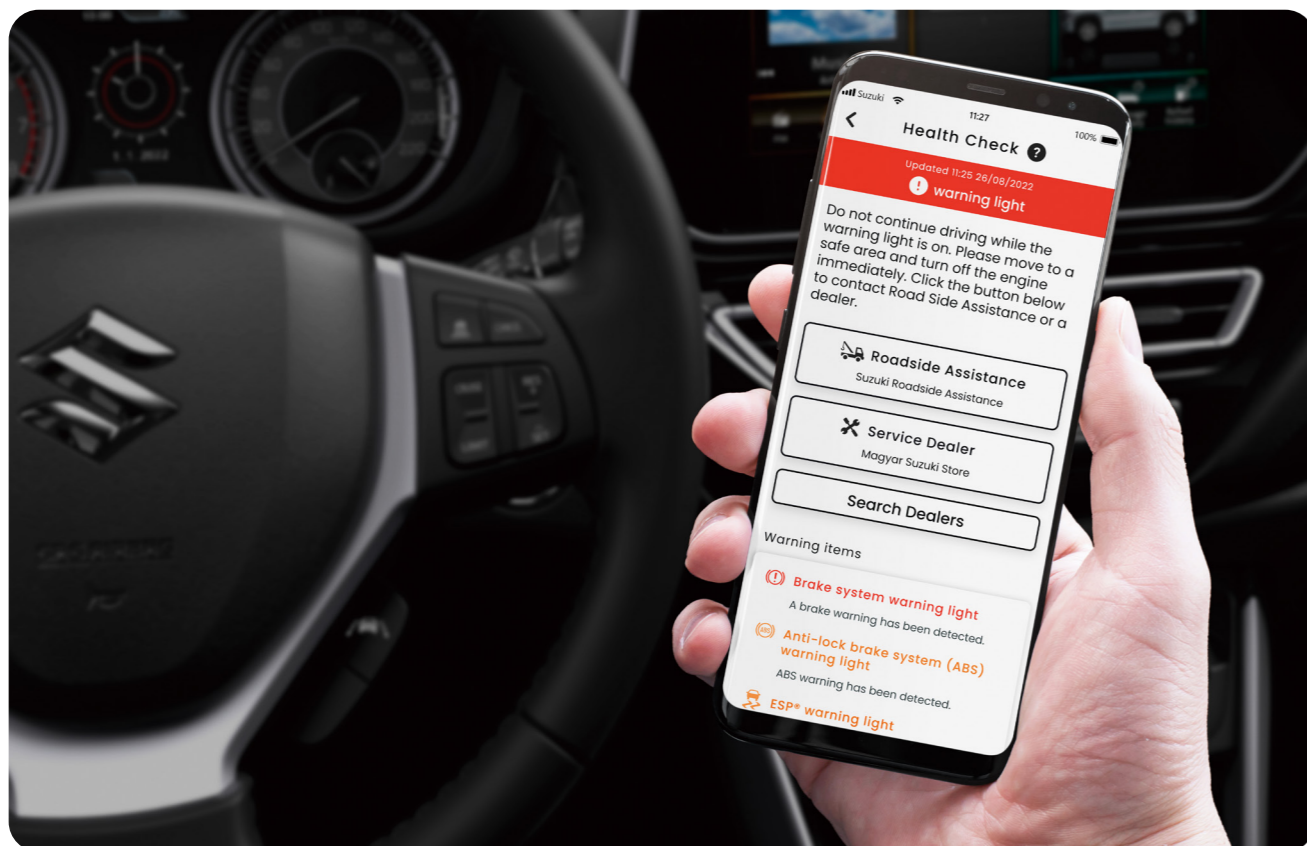 Suzuki
11:27
100%
Health Check ?
Updated 11:25 26/08/2022
! warning light
Do not continue driving while the
warning light is on. Please move to a
safe area and turn off the engine
immediately. Click the button below
to contact Road Side Assistance or a
dealer.
Roadside Assistance
Suzuki Roadside Assistance
Service Dealer
Magyar Suzuki Store
Search Dealers
Warning items
Brake system warning light
A brake warning has been detected.
ABS
Anti-lock brake system (ABS)
warning light
ABS warning has been detected.
ESP® warning light